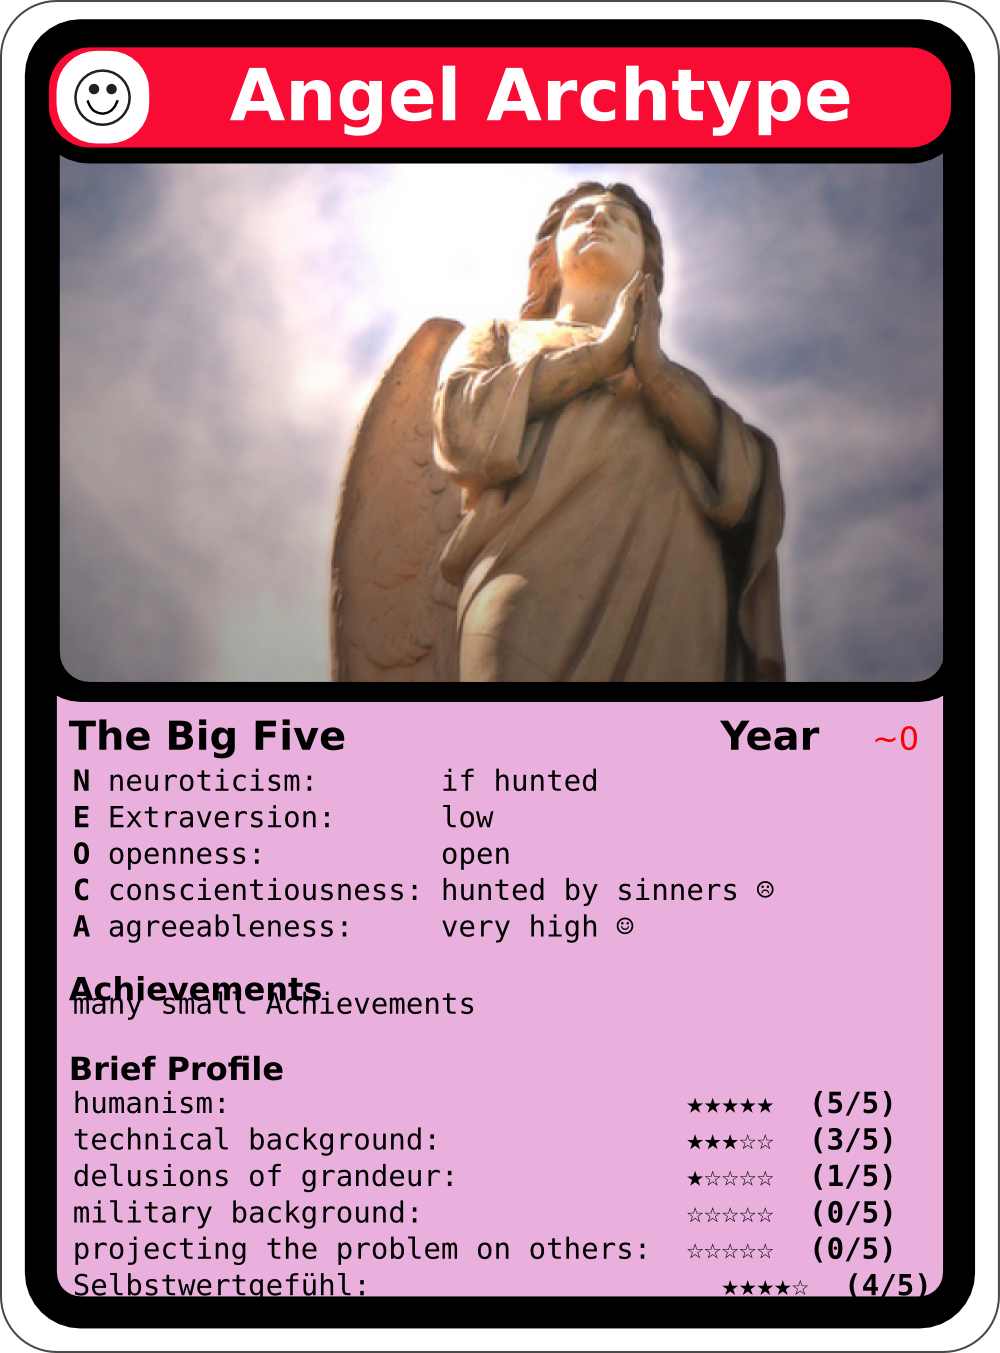 Angel Archtype
The Big Five Year ~0
N neuroticism: if hunted
E Extraversion: low
O openness: open
C conscientiousness: hunted by sinners ☹
A agreeableness: very high ☺
Achievements
many small Achievements
Brief Profile
humanism: ★★★★★ (5/5)
technical background: ★★★☆☆ (3/5)
delusions of grandeur: ★☆☆☆☆ (1/5)
military background: ☆☆☆☆☆ (0/5)
projecting the problem on others: ☆☆☆☆☆ (0/5)
Selbstwertgefühl: ★★★★☆ (4/5)